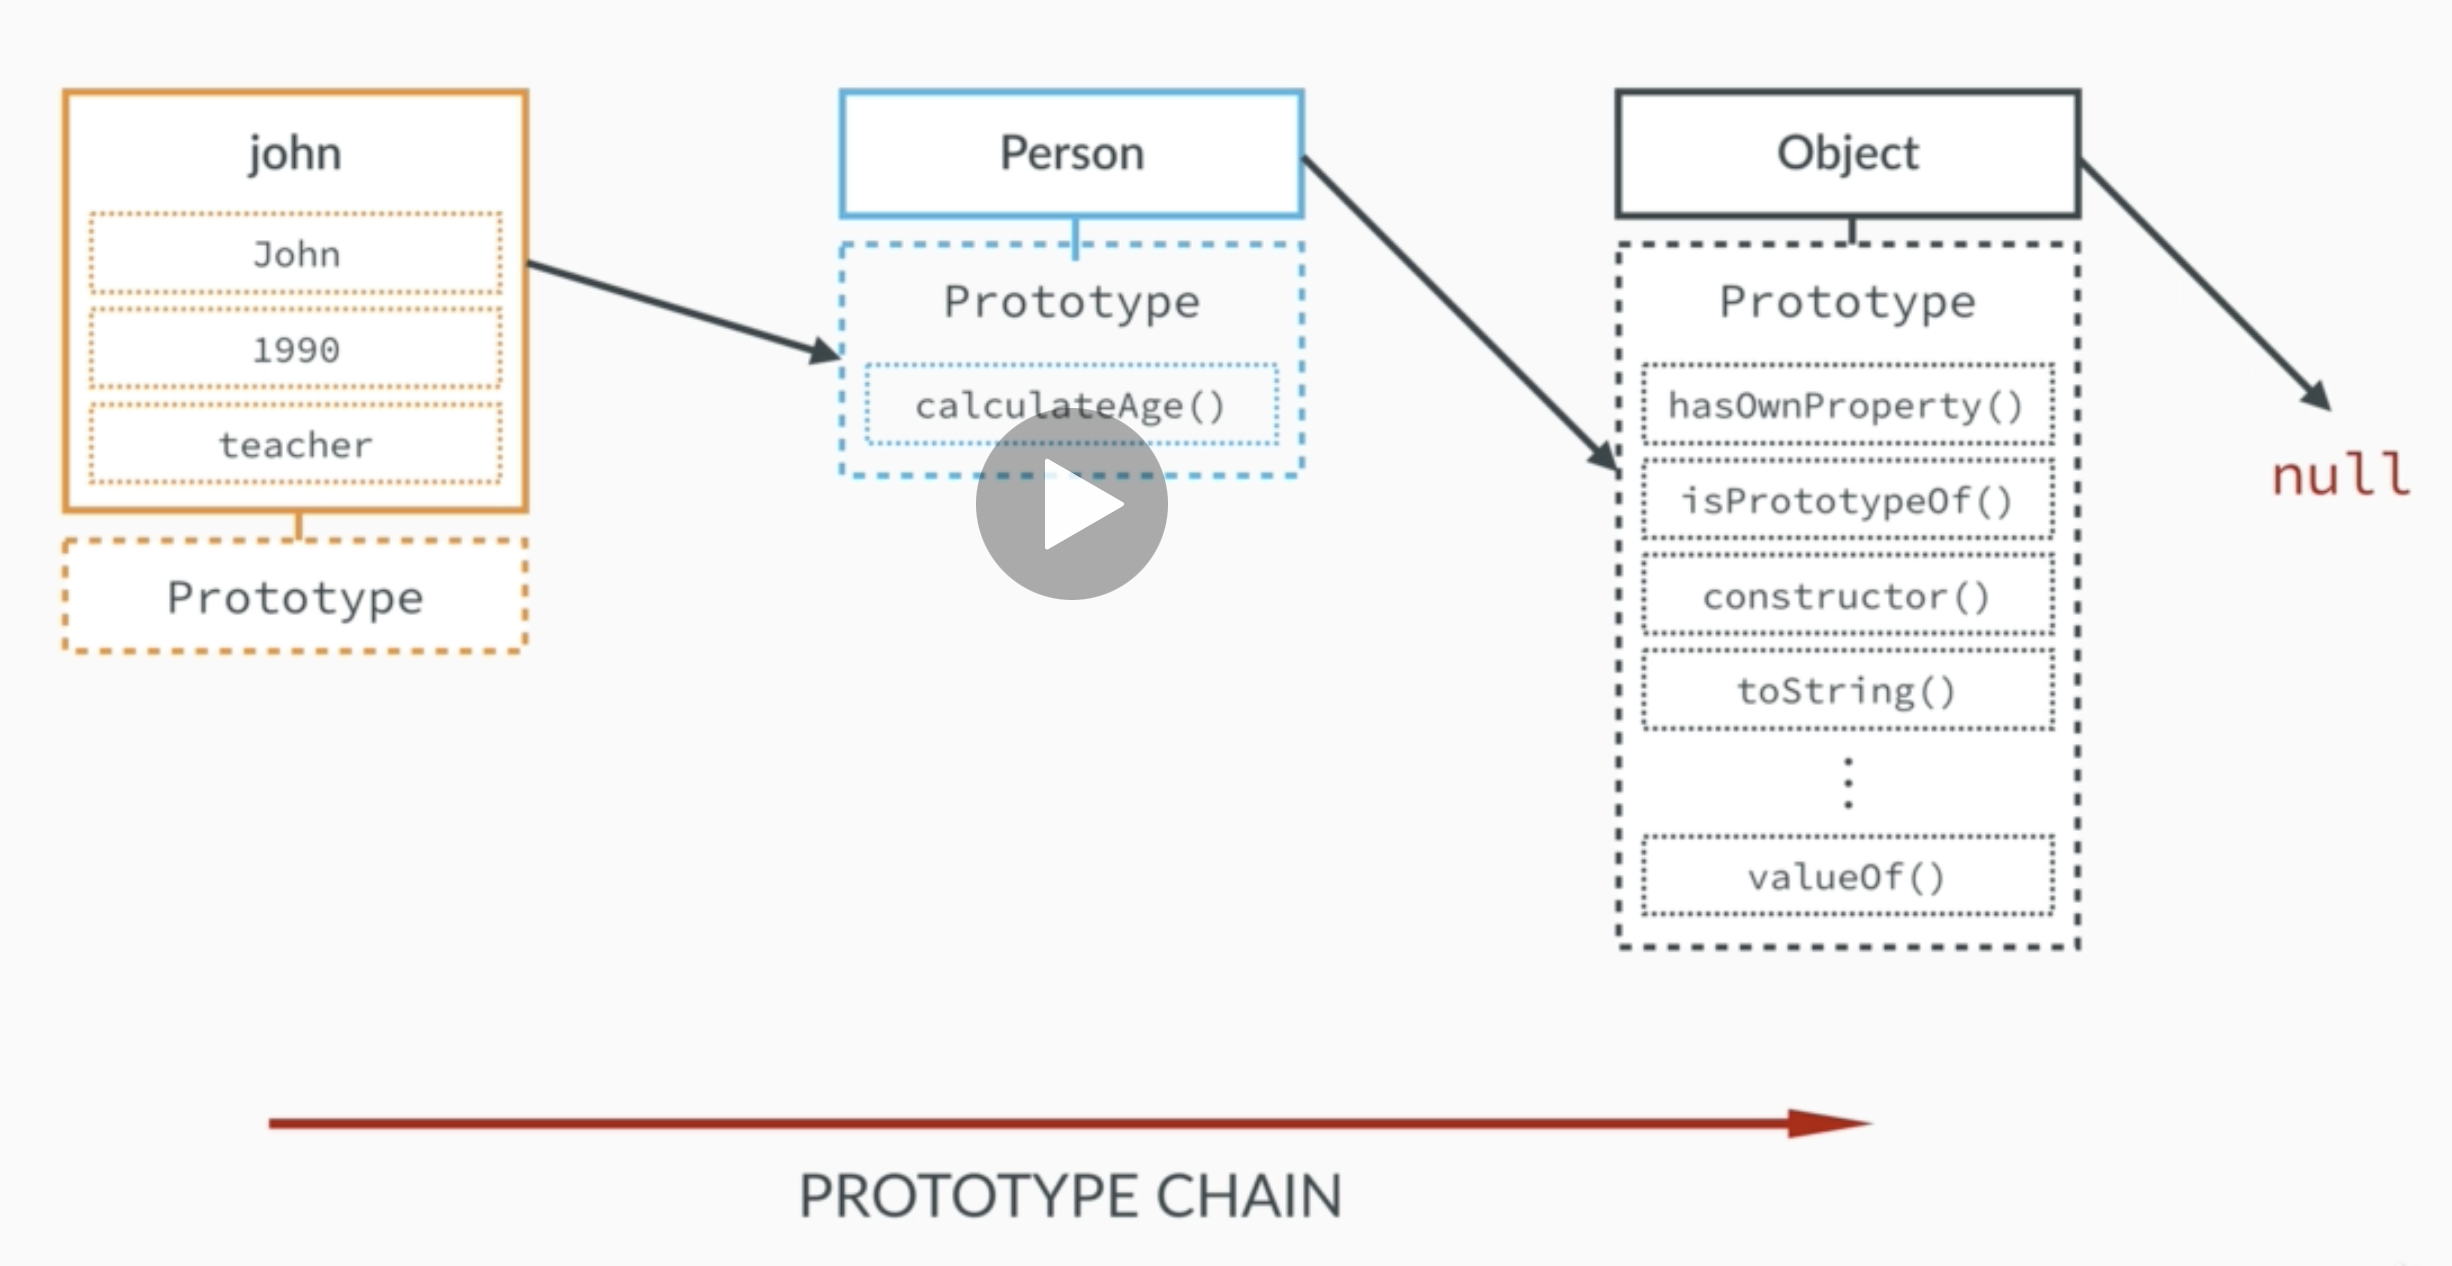 john
John
1990
teacher
Prototype
Person
Prototype
calculateAge()
Object
Prototype
hasOwnProperty()
isPrototypeOf()
constructor()
toString()
valueOf()
null
PROTOTYPE CHAIN